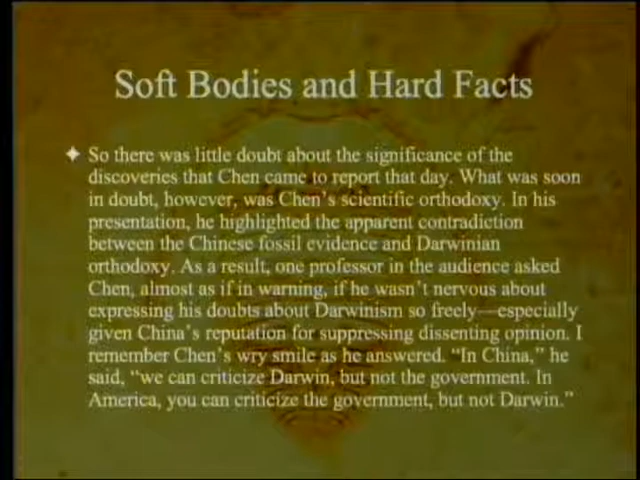 Soft Bodies and Hard Facts
So there was little doubt about the significance of the
discoveries that Chen came to report that day. What was soon
in doubt, however, was Chen's scientific orthodoxy. In his
presentation, he highlighted the apparent contradiction
between the Chinese fossil evidence and Darwinian
orthodoxy. As a result, one professor in the audience asked
Chen, almost as if in warning, if he wasn't nervous about
expressing his doubts about Darwinism so freely—especially
given China's reputation for suppressing dissenting opinion. I
remember Chen's wry smile as he answered. “In China,” he
said, “we can criticize Darwin, but not the government. In
America, you can criticize the government, but not Darwin.”